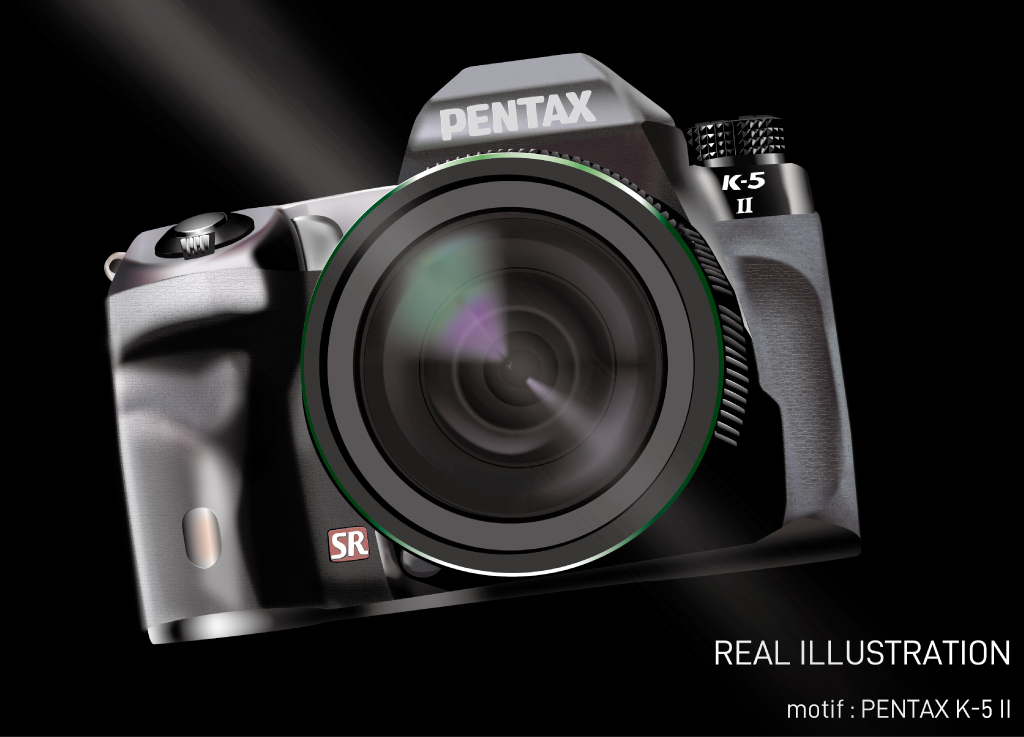 PENTAX
K-5
II
SR
REAL ILLUSTRATION
motif : PENTAX K-5 II